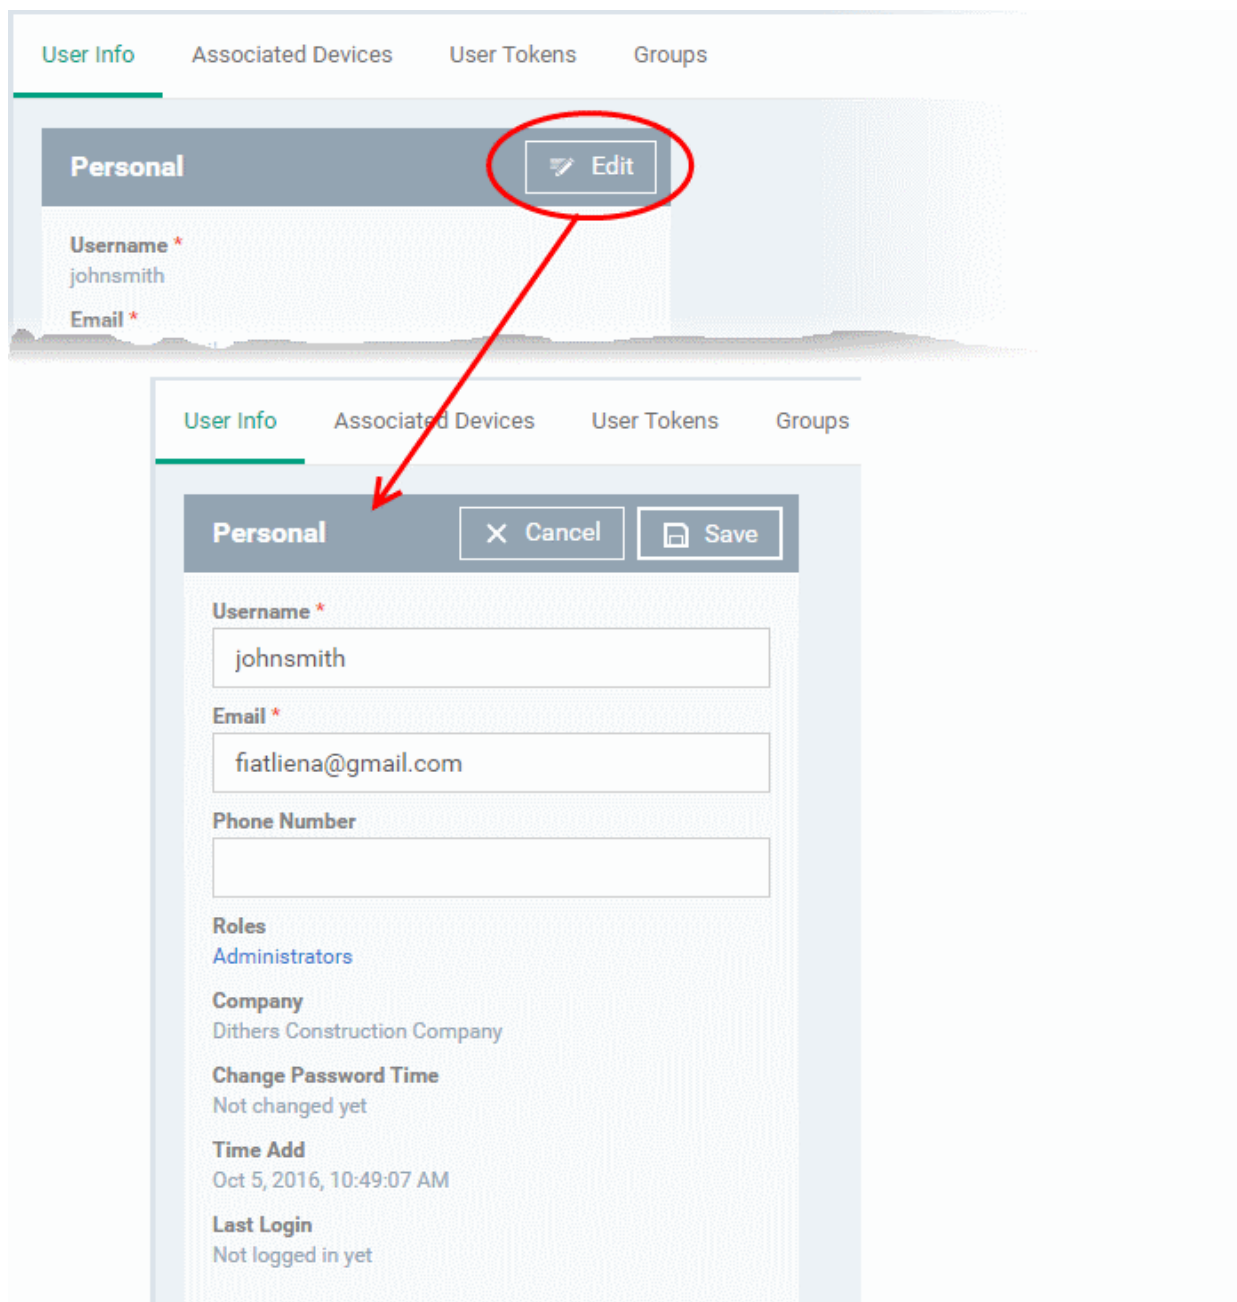 User Info Associated Devices User Tokens Groups
Personal Edit
Username *
johnsmith
Email *
User Info Associated Devices User Tokens Groups
Personal Cancel Save
Username *
johnsmith
Email *
fiatliena@gmail.com
Phone Number
Roles
Administrators
Company
Dithers Construction Company
Change Password Time
Not changed yet
Time Add
Oct 5, 2016, 10:49:07 AM
Last Login
Not logged in yet